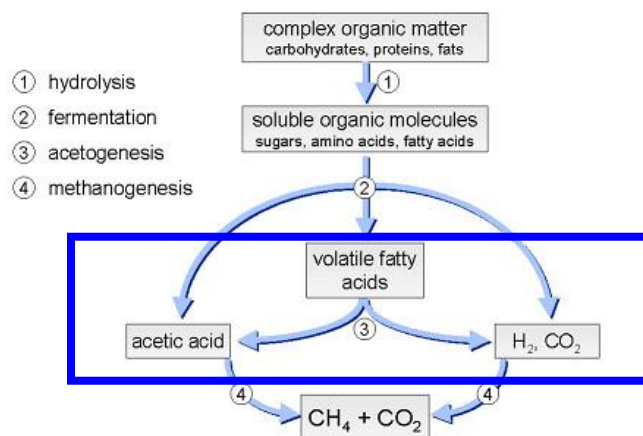 complex organic matter
carbohydrates, proteins, fats
① hydrolysis
② fermentation
③ acetogenesis
④ methanogenesis
①
soluble organic molecules
sugars, amino acids, fatty acids
②
volatile fatty
acids
③
acetic acid
H₂, CO₂
④
④
CH₄ + CO₂